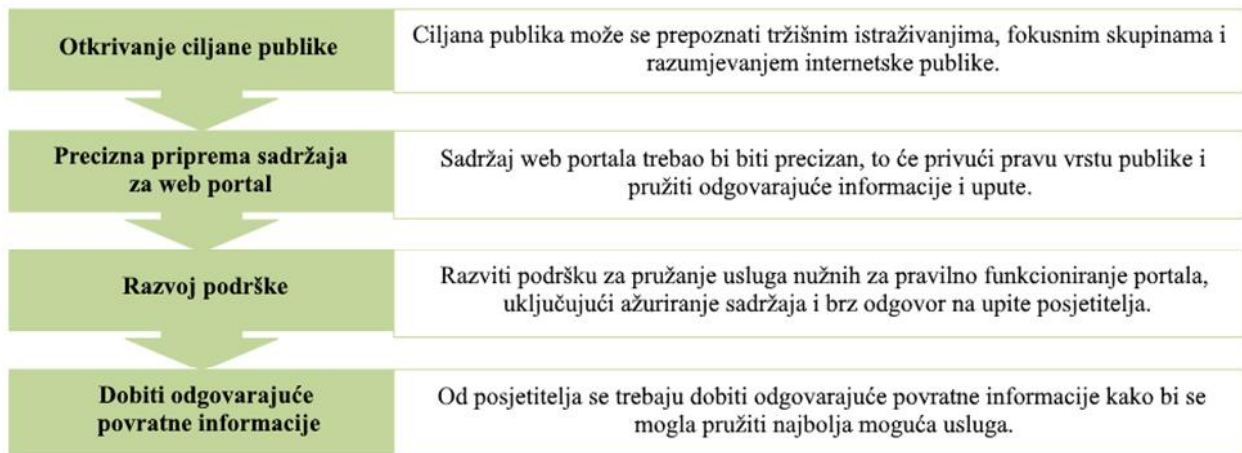 Otkrivanje ciljane publike
Ciljana publika može se prepoznati tržišnim istraživanjima, fokusnim skupinama i
razumjevanjem internetske publike.
Precizna priprema sadržaja
za web portal
Sadržaj web portala trebao bi biti precizan, to će privući pravu vrstu publike i
pružiti odgovarajuće informacije i upute.
Razvoj podrške
Razviti podršku za pružanje usluga nužnih za pravilno funkcioniranje portala,
uključujući ažuriranje sadržaja i brz odgovor na upite posjetitelja.
Dobiti odgovarajuće
povratne informacije
Od posjetitelja se trebaju dobiti odgovarajuće povratne informacije kako bi se
mogla pružiti najbolja moguća usluga.